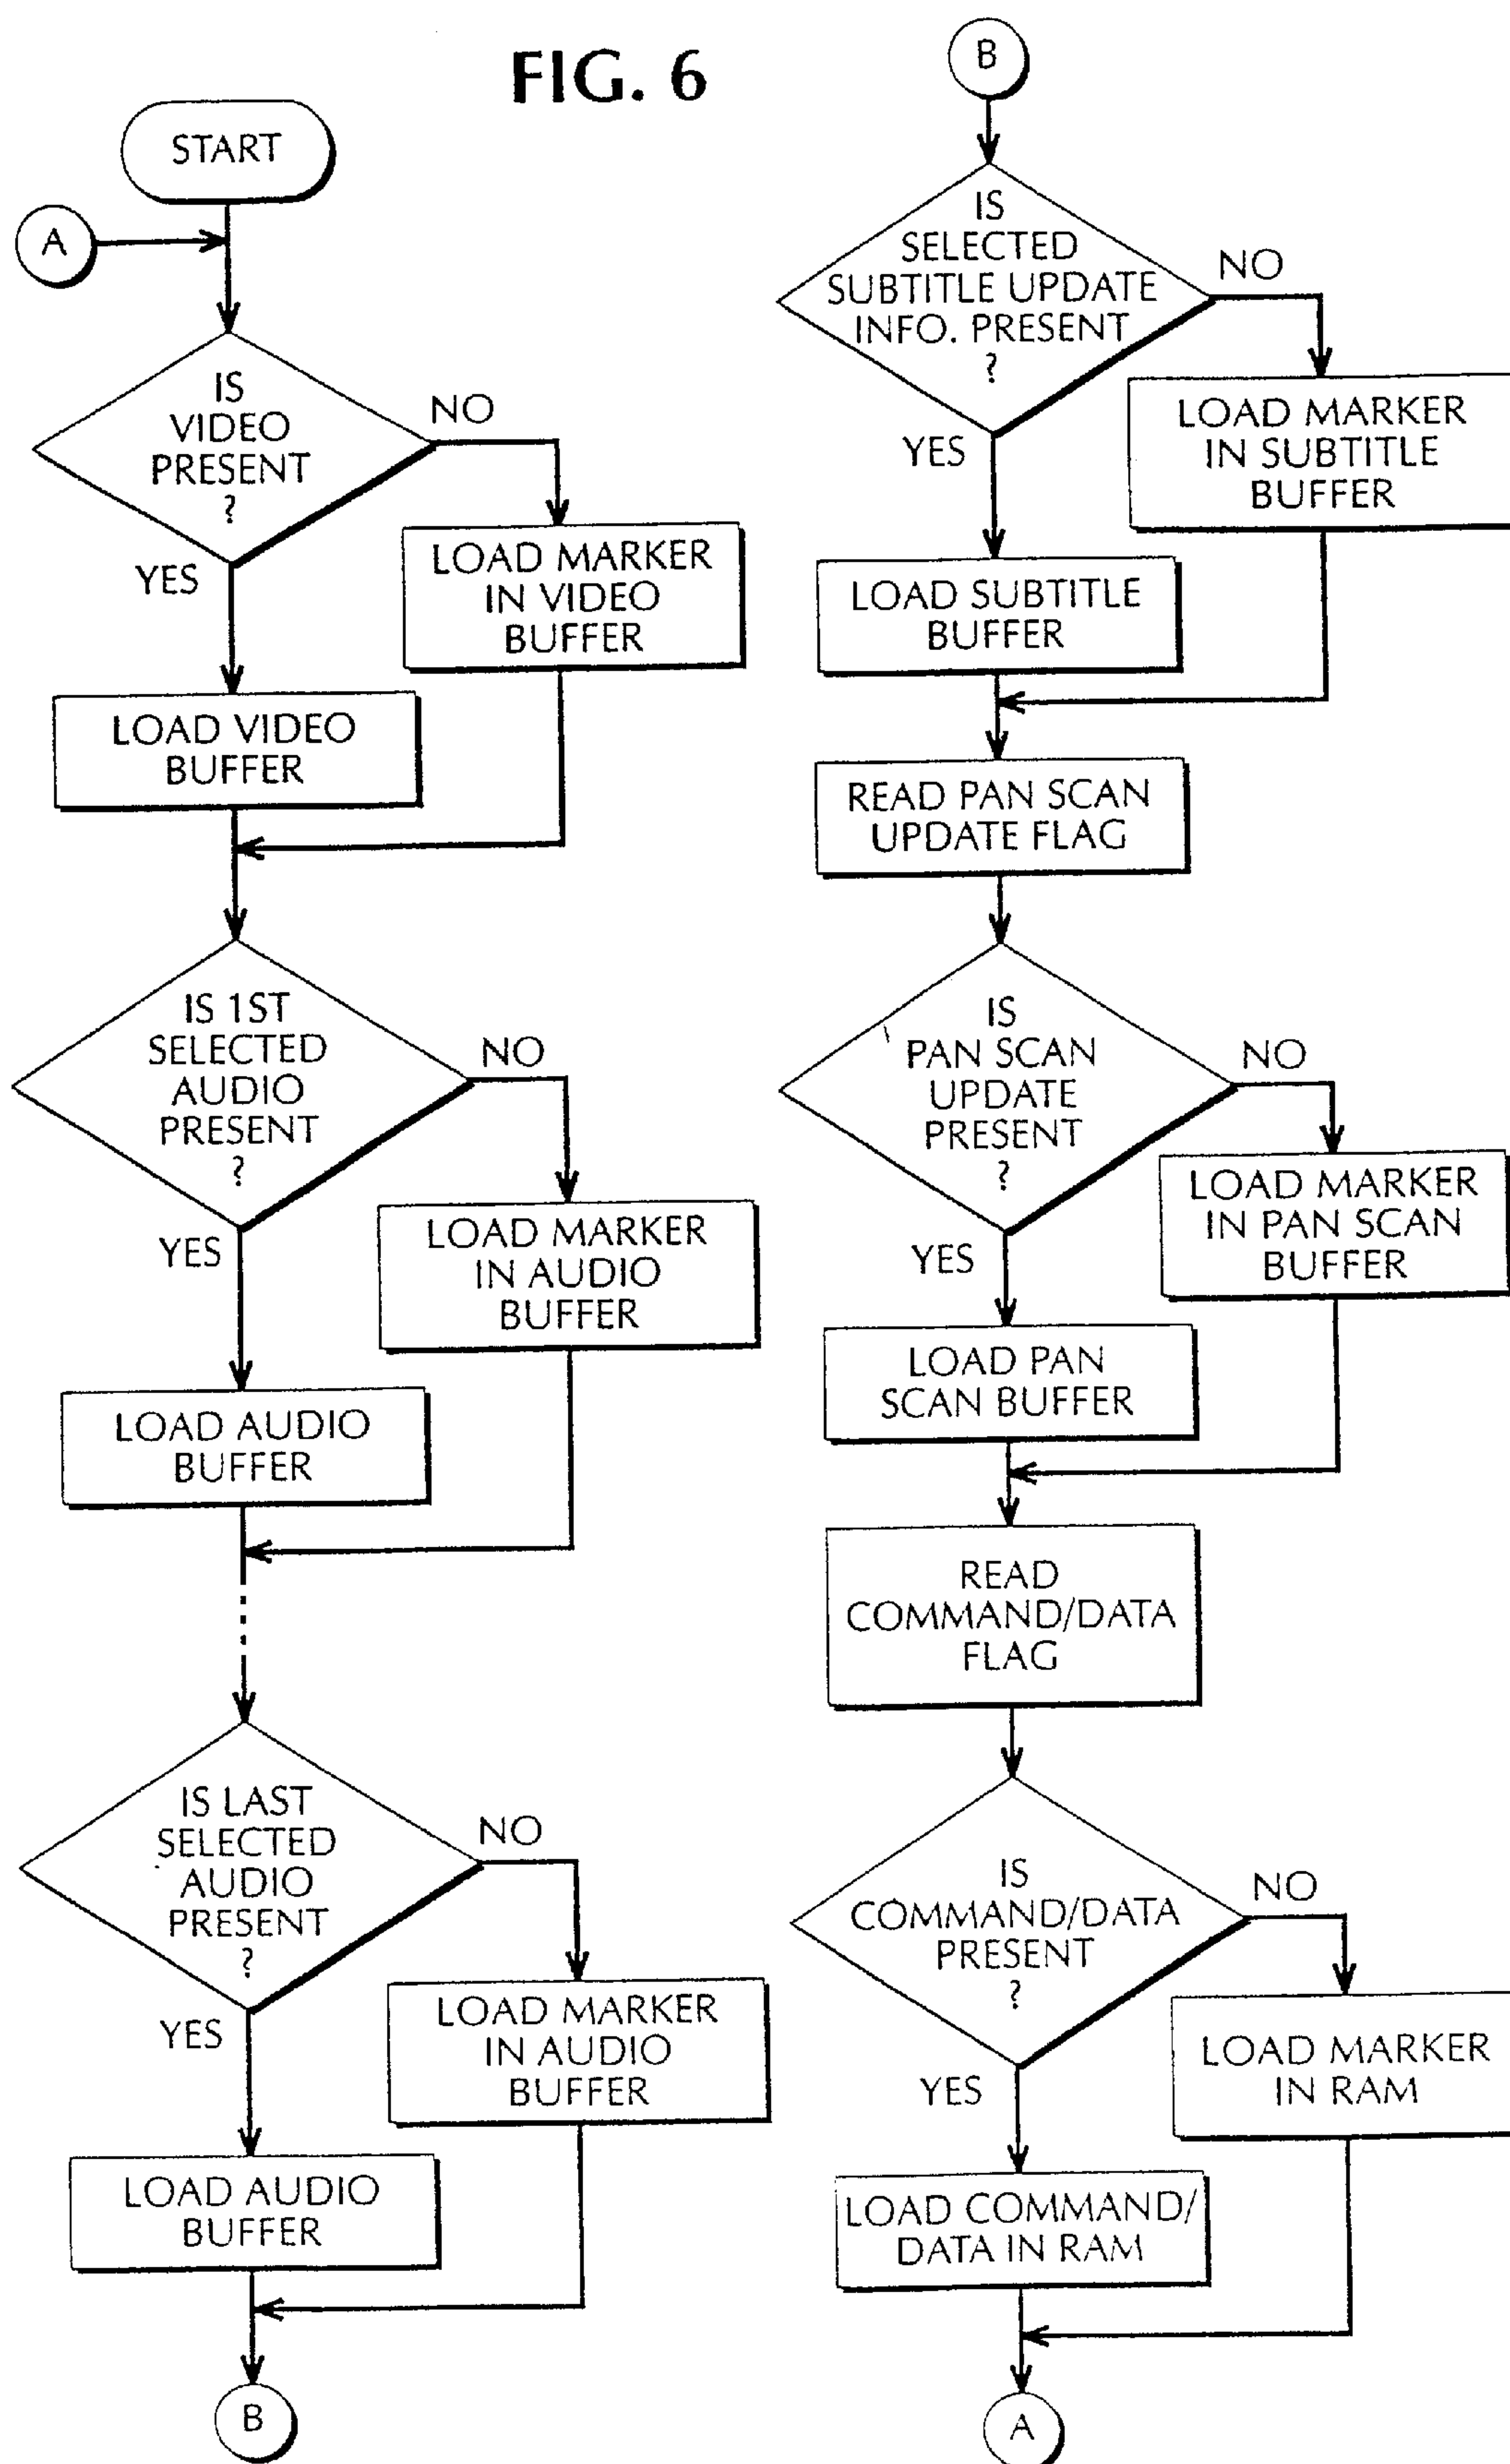 FIG. 6
START
A
IS
VIDEO
PRESENT
?
NO
YES
LOAD MARKER
IN VIDEO
BUFFER
LOAD VIDEO
BUFFER
IS 1ST
SELECTED
AUDIO
PRESENT
?
NO
YES
LOAD MARKER
IN AUDIO
BUFFER
LOAD AUDIO
BUFFER
IS LAST
SELECTED
AUDIO
PRESENT
?
NO
YES
LOAD MARKER
IN AUDIO
BUFFER
LOAD AUDIO
BUFFER
B
B
IS
SELECTED
SUBTITLE UPDATE
INFO. PRESENT
?
NO
YES
LOAD MARKER
IN SUBTITLE
BUFFER
LOAD SUBTITLE
BUFFER
READ PAN SCAN
UPDATE FLAG
IS
PAN SCAN
UPDATE
PRESENT
?
NO
YES
LOAD MARKER
IN PAN SCAN
BUFFER
LOAD PAN
SCAN BUFFER
READ
COMMAND/DATA
FLAG
IS
COMMAND/DATA
PRESENT
?
NO
YES
LOAD MARKER
IN RAM
LOAD COMMAND/
DATA IN RAM
A